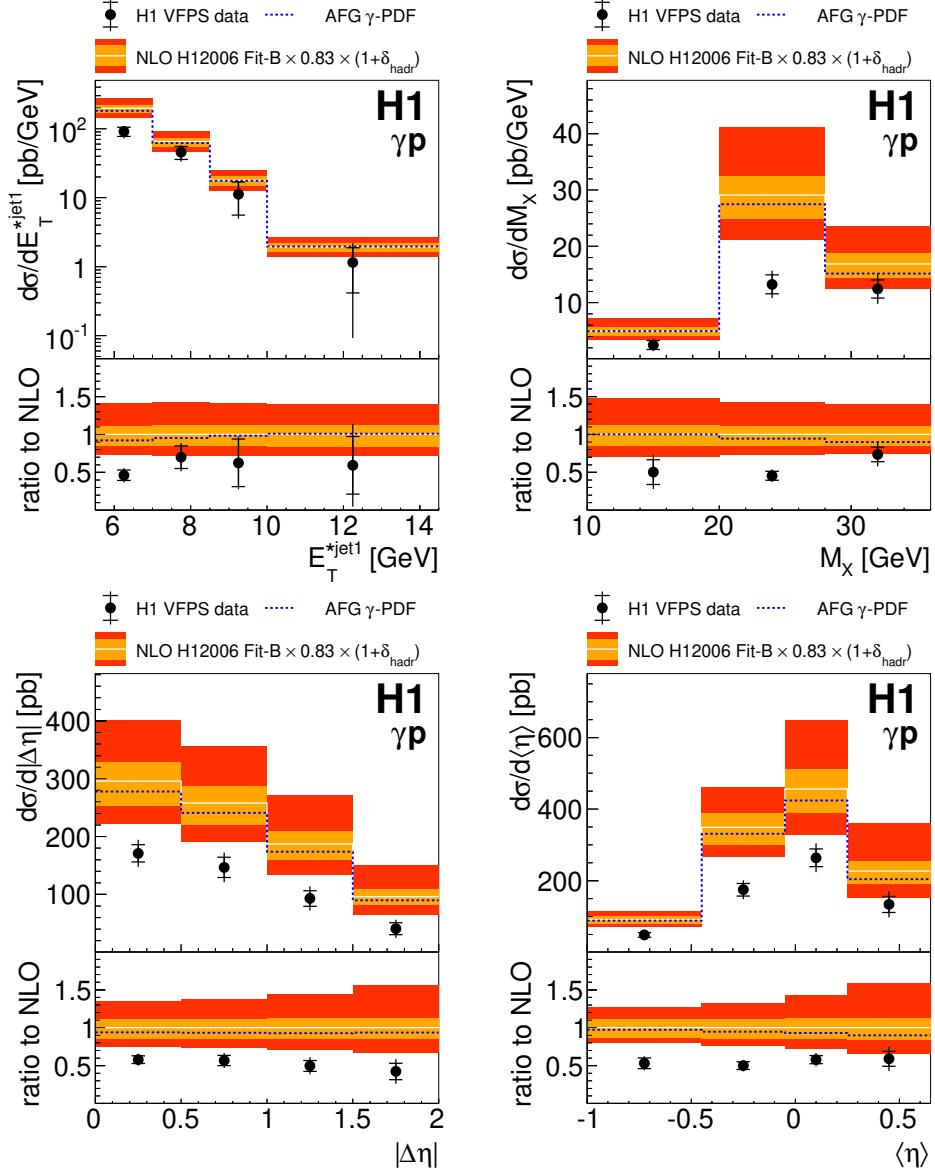 H1 VFPS data AFG γ-PDF
NLO H12006 Fit-B × 0.83 × (1+δhadr)
H1
γp
dσ/dE*jet1T [pb/GeV]
10²
10
1
10⁻¹
ratio to NLO
1.5
1
0.5
6 8 10 12 14
E*jet1T [GeV]
H1 VFPS data AFG γ-PDF
NLO H12006 Fit-B × 0.83 × (1+δhadr)
H1
γp
dσ/dMX [pb/GeV]
40
30
20
10
ratio to NLO
1.5
1
0.5
10 20 30
MX [GeV]
H1 VFPS data AFG γ-PDF
NLO H12006 Fit-B × 0.83 × (1+δhadr)
H1
γp
dσ/d|Δη| [pb]
400
300
200
100
ratio to NLO
1.5
1
0.5
0 0.5 1 1.5 2
|Δη|
H1 VFPS data AFG γ-PDF
NLO H12006 Fit-B × 0.83 × (1+δhadr)
H1
γp
dσ/d⟨η⟩ [pb]
600
400
200
ratio to NLO
1.5
1
0.5
-1 -0.5 0 0.5
⟨η⟩